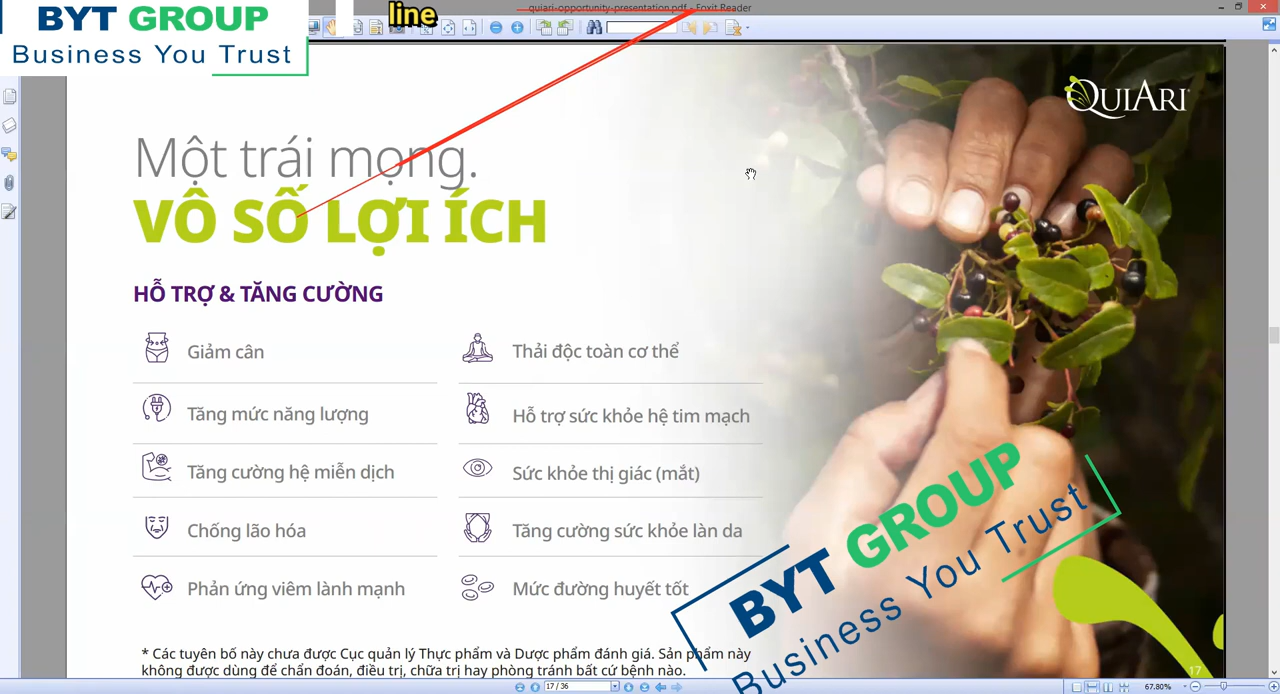 BYT GROUP
Business You Trust
line
quiari-opportunity-presentation.pdf - Foxit Reader
QUIARI
Một trái mọng.
VÔ SỐ LỢI ÍCH
HỖ TRỢ & TĂNG CƯỜNG
Giảm cân
Thải độc toàn cơ thể
Tăng mức năng lượng
Hỗ trợ sức khỏe hệ tim mạch
Tăng cường hệ miễn dịch
Sức khỏe thị giác (mắt)
Chống lão hóa
Tăng cường sức khỏe làn da
Phản ứng viêm lành mạnh
Mức đường huyết tốt
BYT GROUP
Business You Trust
* Các tuyên bố này chưa được Cục quản lý Thực phẩm và Dược phẩm đánh giá. Sản phẩm này
không được dùng để chẩn đoán, điều trị, chữa trị hay phòng tránh bất cứ bệnh nào.
17
17 / 36
67.80%